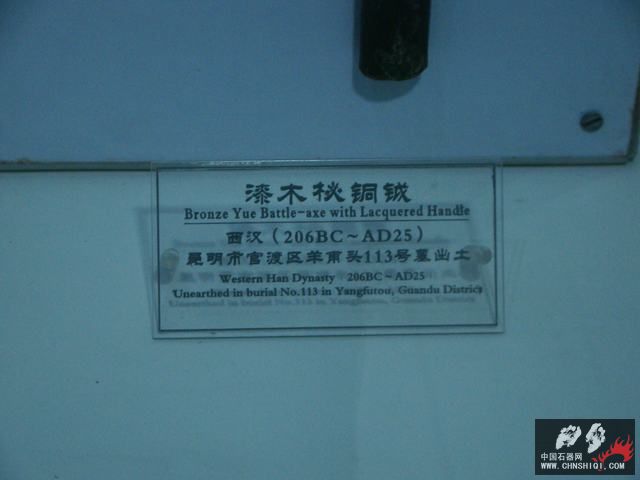 漆木柲铜钺
Bronze Yue Battle-axe with Lacquered Handle
西汉（206BC～AD25）
昆明市官渡区羊甫头113号墓出土
Western Han Dynasty 206BC～AD25
Unearthed in burial No.113 in Yangfutou, Guandu District
中国石器网
WWW.CHNSHIQI.COM